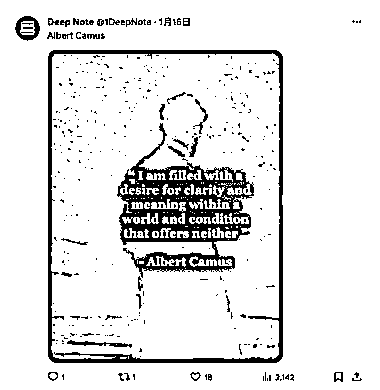 Deep Note @1DeepNote · 1月16日
Albert Camus
- I am filled with a
desire for clarity and
meaning within a
world and condition
that offers neither -
- Albert Camus
1
1
18
3,142